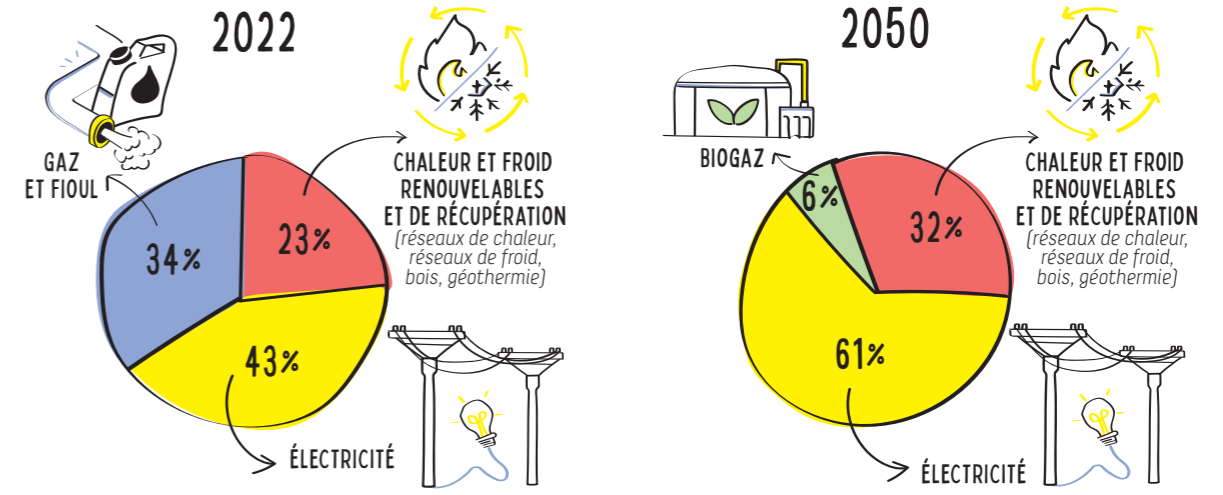 2022
GAZ
ET FIOUL
CHALEUR ET FROID
RENOUVELABLES
ET DE RÉCUPÉRATION
(réseaux de chaleur,
réseaux de froid,
bois, géothermie)
34%
23%
43%
ÉLECTRICITÉ
2050
BIOGAZ
CHALEUR ET FROID
RENOUVELABLES
ET DE RÉCUPÉRATION
(réseaux de chaleur,
réseaux de froid,
bois, géothermie)
6%
32%
61%
ÉLECTRICITÉ